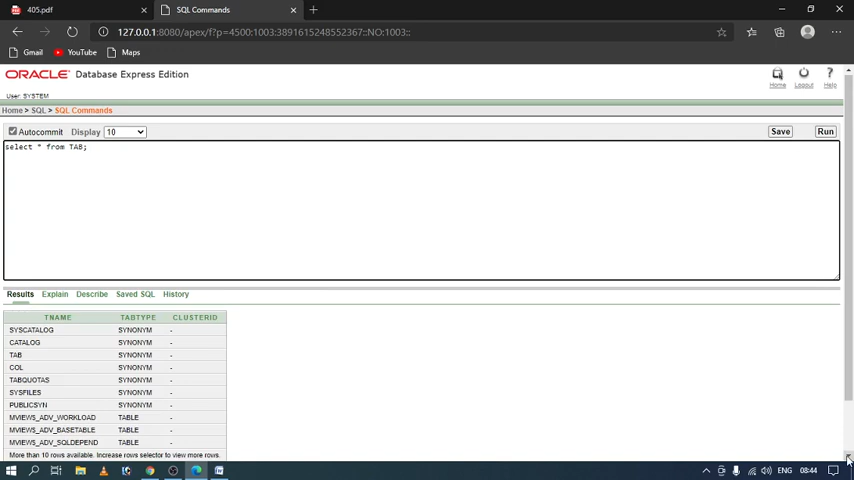 405.pdf
SQL Commands
127.0.0.1:8080/apex/f?p=4500:1003:3891615248552367::NO:1003::
Gmail YouTube Maps
ORACLE Database Express Edition
Home Logout Help
User: SYSTEM
Home > SQL > SQL Commands
Autocommit Display 10 Save Run
select * from TAB;
Results Explain Describe Saved SQL History
TNAME TABTYPE CLUSTERID
SYSCATALOG SYNONYM -
CATALOG SYNONYM -
TAB SYNONYM -
COL SYNONYM -
TABQUOTAS SYNONYM -
SYSFILES SYNONYM -
PUBLICSYN SYNONYM -
MVIEWS_ADV_WORKLOAD TABLE -
MVIEWS_ADV_BASETABLE TABLE -
MVIEWS_ADV_SQLDEPEND TABLE -
More than 10 rows available. Increase rows selector to view more rows.
ENG 08:44